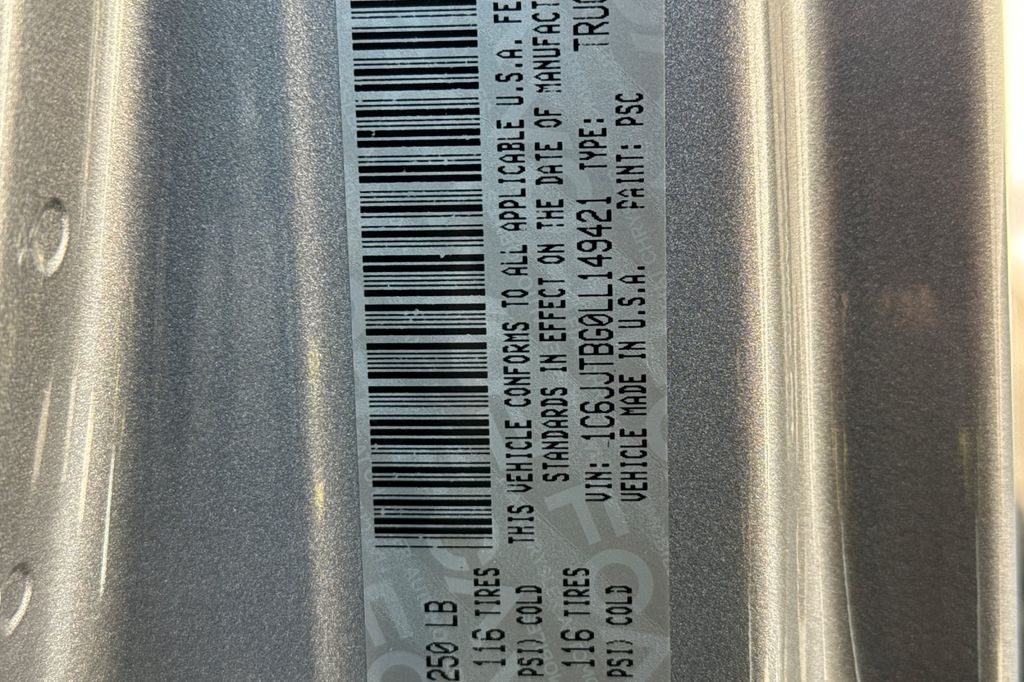 250 LB
116 TIRES
PSI) COLD
116 TIRES
PSI) COLD
THIS VEHICLE CONFORMS TO ALL APPLICABLE U.S.A. FE
STANDARDS IN EFFECT ON THE DATE OF MANUFACT
VIN: 1C6JJTBG0LL149421 TYPE: TRUC
VEHICLE MADE IN U.S.A. PAINT: PSC